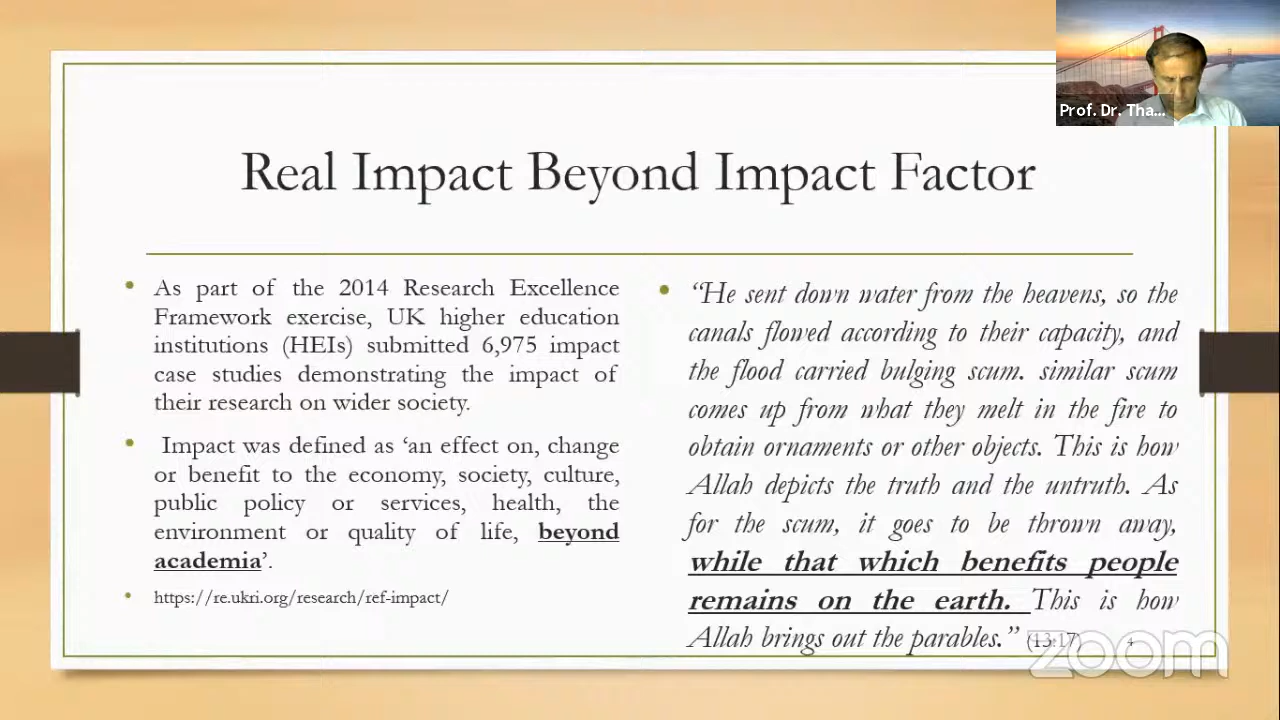 Prof. Dr. Tha...
Real Impact Beyond Impact Factor
• As part of the 2014 Research Excellence
Framework exercise, UK higher education
institutions (HEIs) submitted 6,975 impact
case studies demonstrating the impact of
their research on wider society.
• Impact was defined as ‘an effect on, change
or benefit to the economy, society, culture,
public policy or services, health, the
environment or quality of life, beyond
academia’.
• https://re.ukri.org/research/ref-impact/
• “He sent down water from the heavens, so the
canals flowed according to their capacity, and
the flood carried bulging scum. similar scum
comes up from what they melt in the fire to
obtain ornaments or other objects. This is how
Allah depicts the truth and the untruth. As
for the scum, it goes to be thrown away,
while that which benefits people
remains on the earth. This is how
Allah brings out the parables.” (13:17)
4
zoom